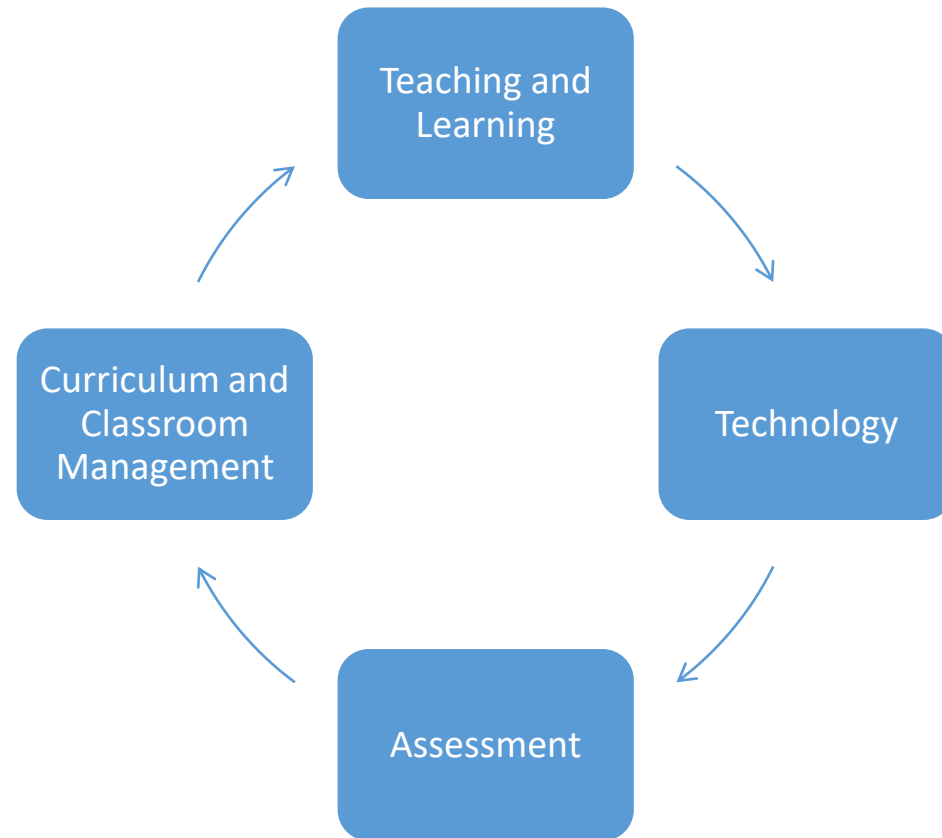 Teaching and
Learning
Technology
Assessment
Curriculum and
Classroom
Management